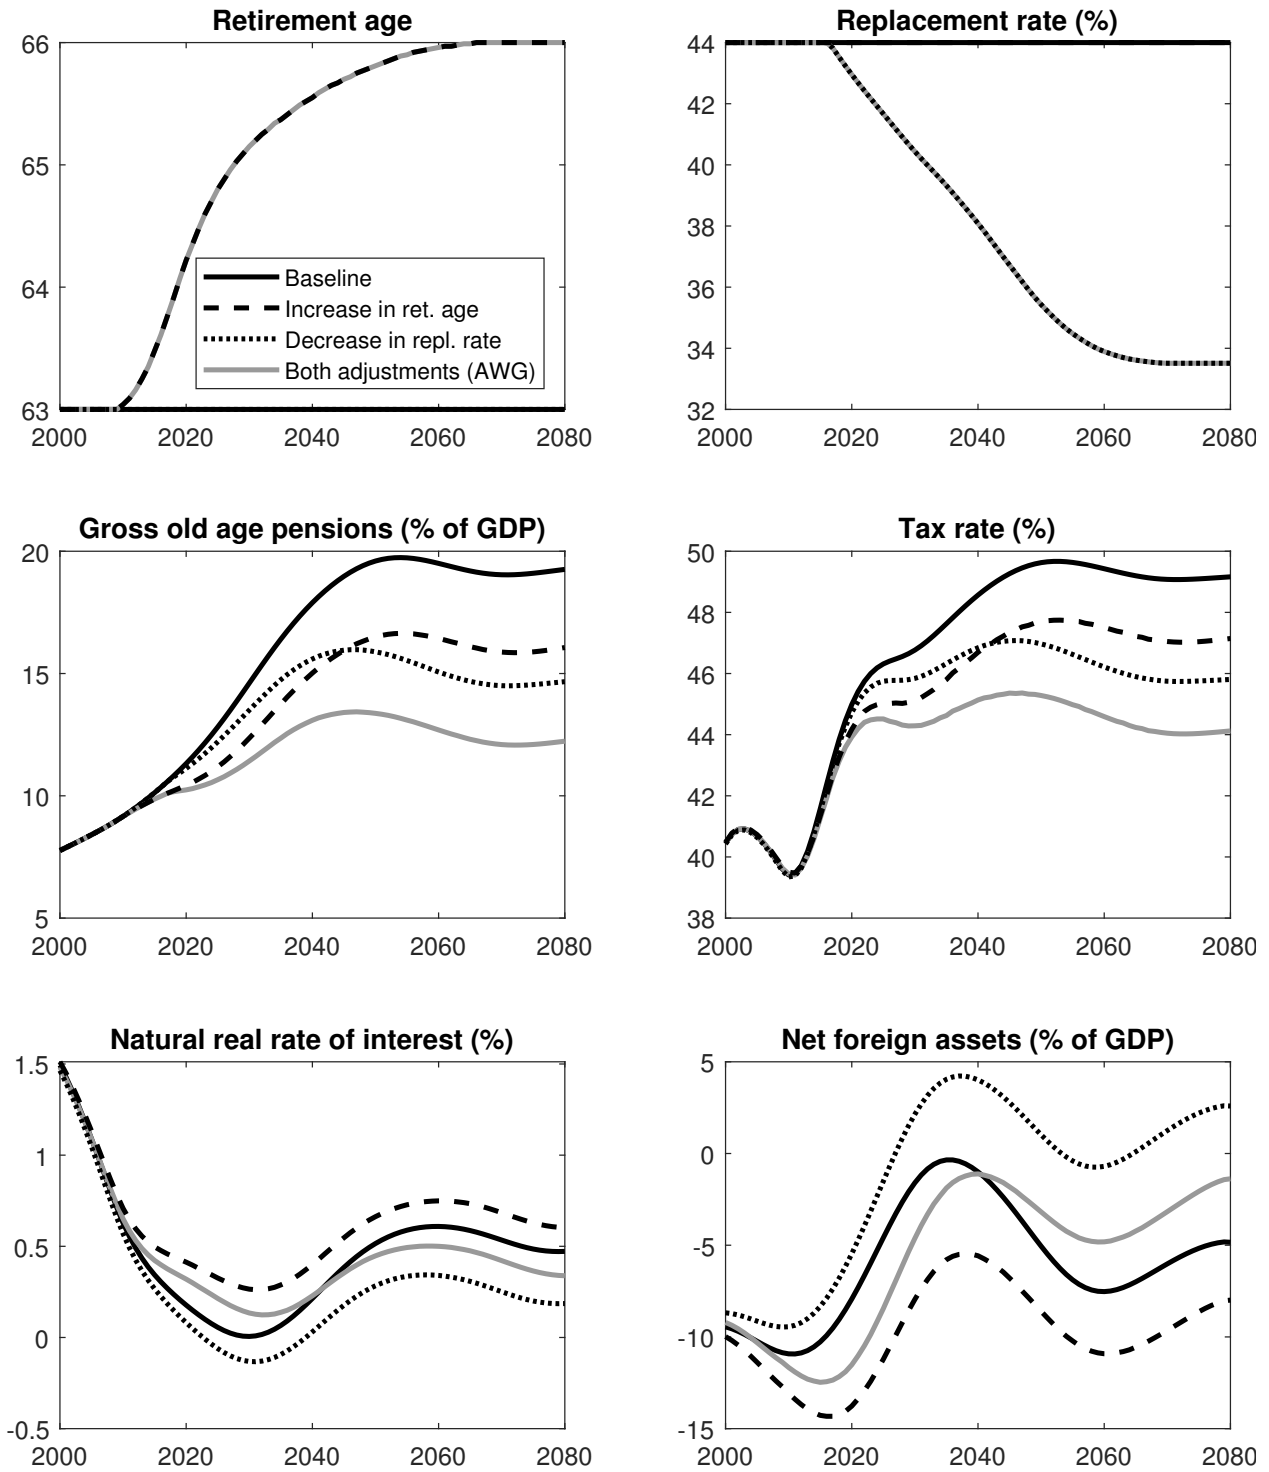 Retirement age
66
65
64
63
2000 2020 2040 2060 2080
Baseline
Increase in ret. age
Decrease in repl. rate
Both adjustments (AWG)
Replacement rate (%)
44
42
40
38
36
34
32
2000 2020 2040 2060 2080
Gross old age pensions (% of GDP)
20
15
10
5
2000 2020 2040 2060 2080
Tax rate (%)
50
48
46
44
42
40
38
2000 2020 2040 2060 2080
Natural real rate of interest (%)
1.5
1
0.5
0
-0.5
2000 2020 2040 2060 2080
Net foreign assets (% of GDP)
5
0
-5
-10
-15
2000 2020 2040 2060 2080